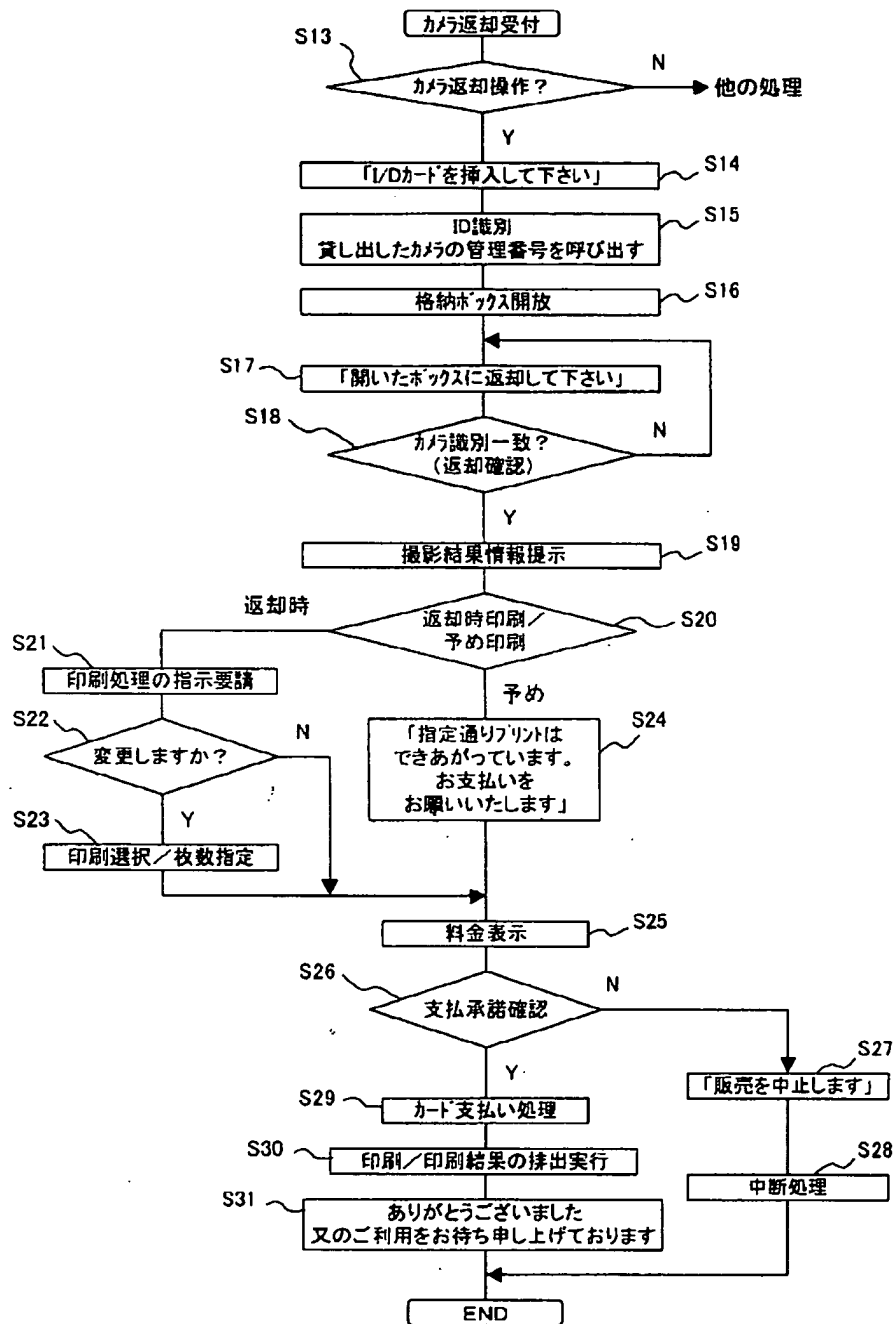 カメラ返却受付
S13
カメラ返却操作？
N
他の処理
Y
S14
「I/Dカードを挿入して下さい」
S15
ID識別
貸し出したカメラの管理番号を呼び出す
S16
格納ボックス開放
S17
「開いたボックスに返却して下さい」
S18
カメラ識別一致？
（返却確認）
N
Y
S19
撮影結果情報提示
返却時
S20
返却時印刷／
予め印刷
S21
印刷処理の指示要請
予め
S22
変更しますか？
N
S24
「指定通りプリントは
できあがっています。
お支払いを
お願いいたします」
Y
S23
印刷選択／枚数指定
S25
料金表示
S26
支払承諾確認
N
S27
「販売を中止します」
Y
S29
カード支払い処理
S28
中断処理
S30
印刷／印刷結果の排出実行
S31
ありがとうございました
又のご利用をお待ち申し上げております
END